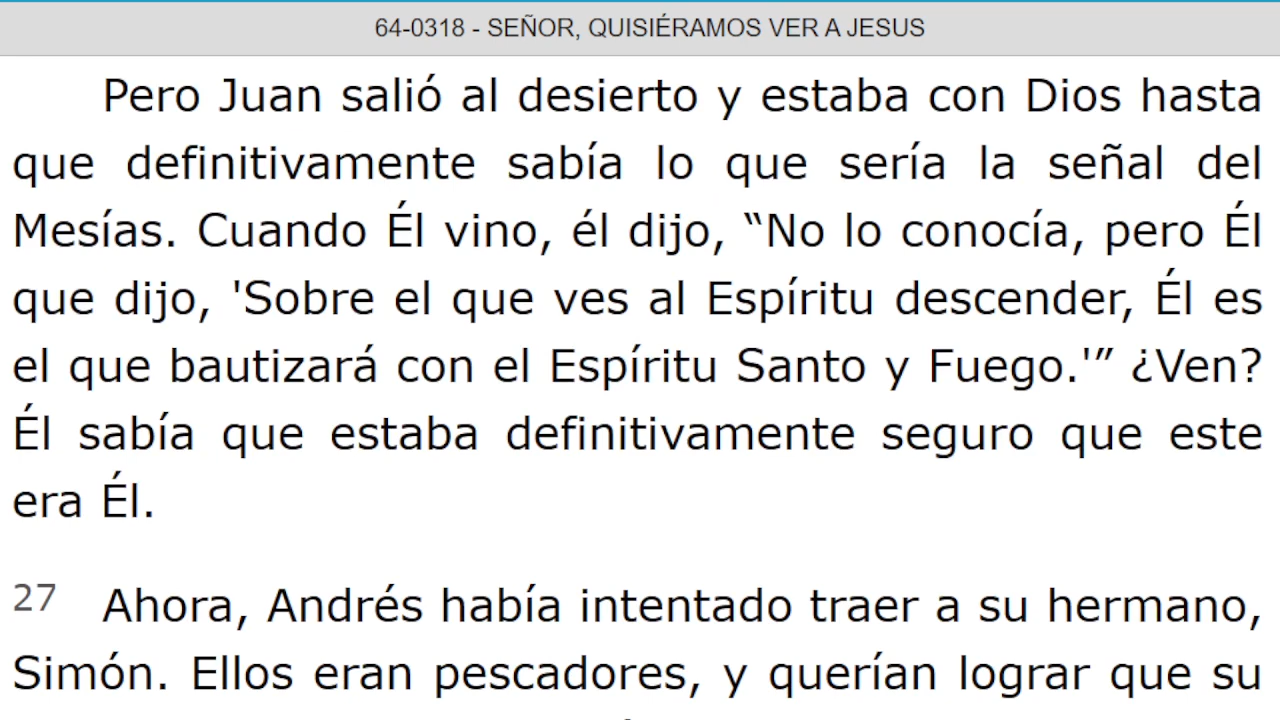 64-0318 - SEÑOR, QUISIÉRAMOS VER A JESUS
Pero Juan salió al desierto y estaba con Dios hasta
que definitivamente sabía lo que sería la señal del
Mesías. Cuando Él vino, él dijo, “No lo conocía, pero Él
que dijo, 'Sobre el que ves al Espíritu descender, Él es
el que bautizará con el Espíritu Santo y Fuego.'” ¿Ven?
Él sabía que estaba definitivamente seguro que este
era Él.
27 Ahora, Andrés había intentado traer a su hermano,
Simón. Ellos eran pescadores, y querían lograr que su